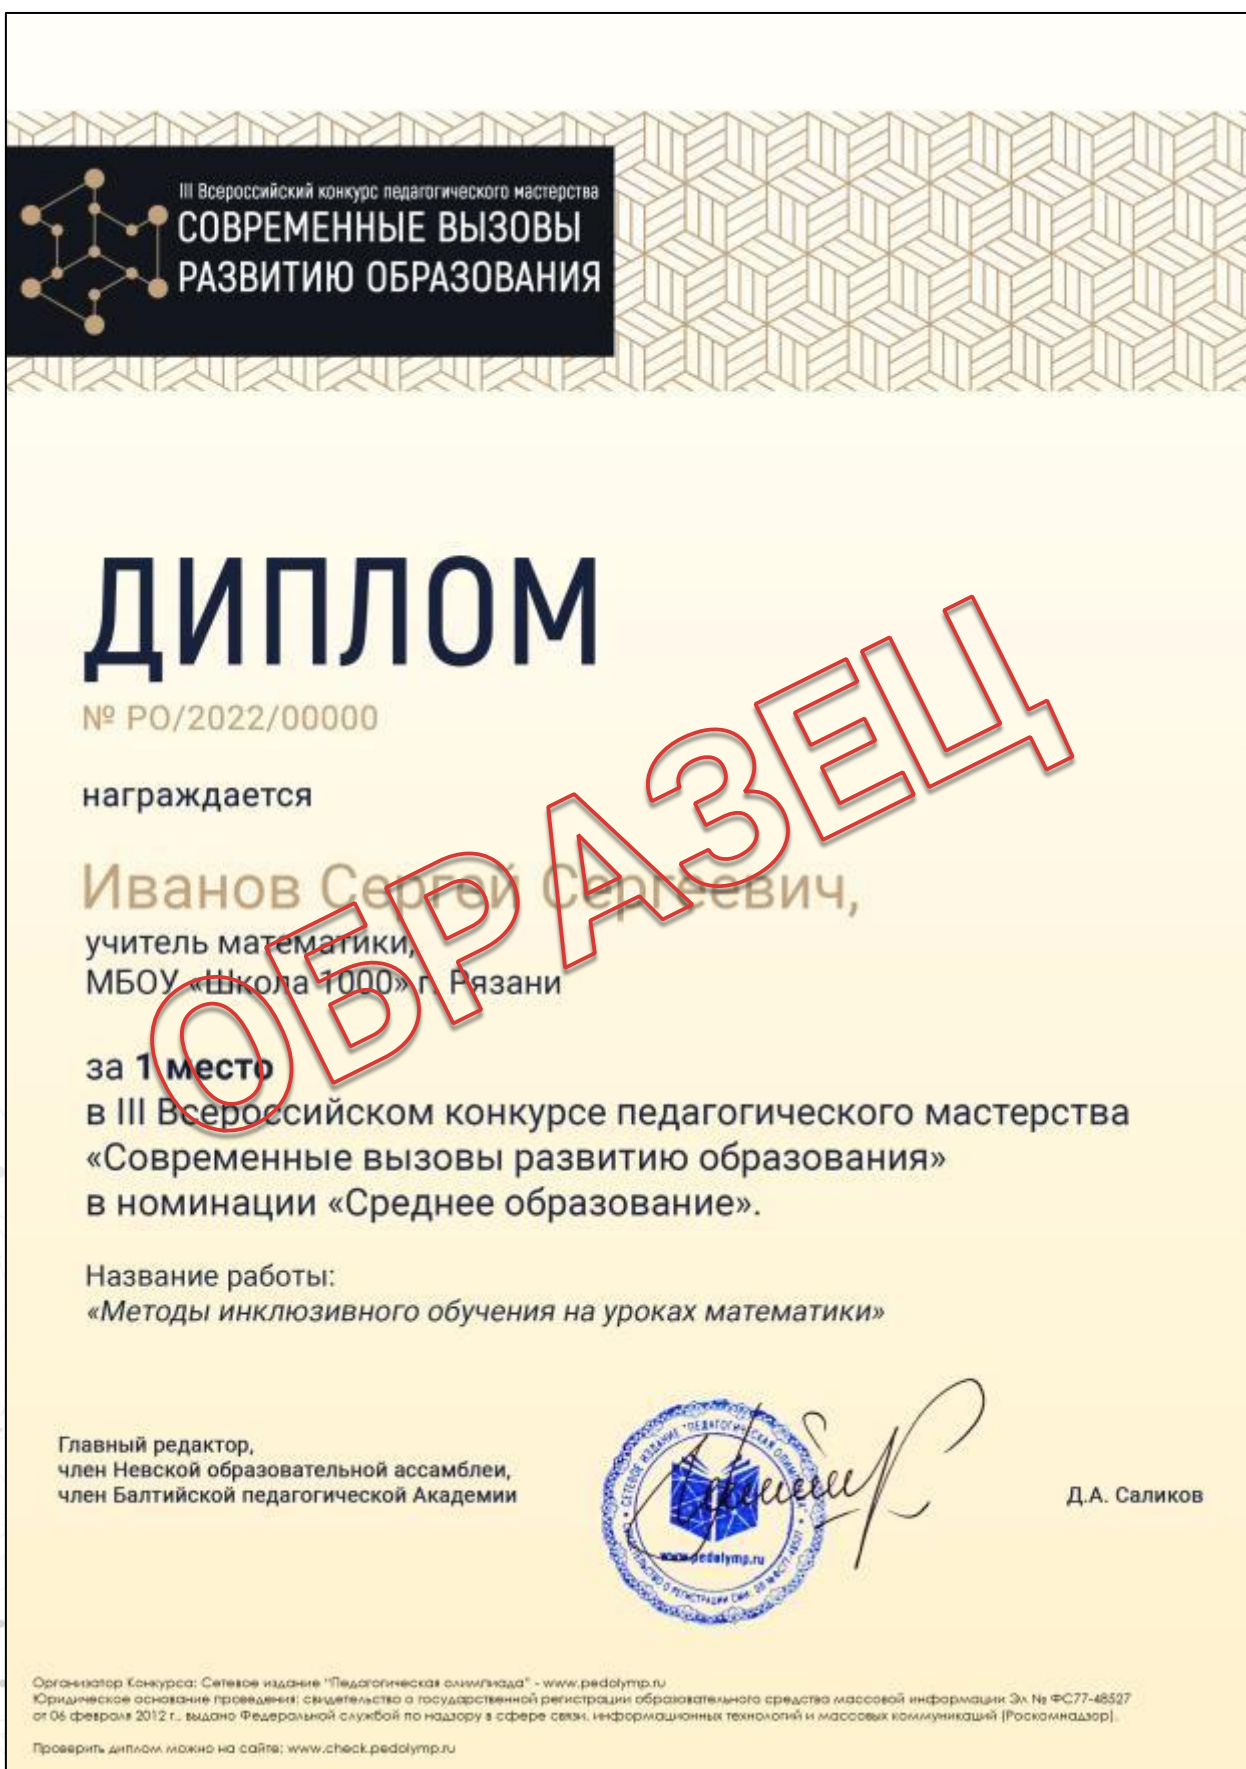 III Всероссийский конкурс педагогического мастерства
СОВРЕМЕННЫЕ ВЫЗОВЫ
РАЗВИТИЮ ОБРАЗОВАНИЯ
ДИПЛОМ
№ PO/2022/00000
награждается
Иванов Сергей Сергеевич,
учитель математики,
МБОУ «Школа 1000» г. Рязани
ОБРАЗЕЦ
за 1 место
в III Всероссийском конкурсе педагогического мастерства
«Современные вызовы развитию образования»
в номинации «Среднее образование».
Название работы:
«Методы инклюзивного обучения на уроках математики»
Главный редактор,
член Невской образовательной ассамблеи,
член Балтийской педагогической Академии
СЕТЕВОЕ ИЗДАНИЕ "ПЕДАГОГИЧЕСКАЯ ОЛИМПИАДА"
www.pedolymp.ru
Д.А. Саликов
Организатор Конкурса: Сетевое издание "Педагогическая олимпиада" - www.pedolymp.ru
Юридическое основание проведения: свидетельство о государственной регистрации образовательного средства массовой информации Эл № ФС77-48527
от 06 февраля 2012 г., выдано Федеральной службой по надзору в сфере связи, информационных технологий и массовых коммуникаций (Роскомнадзор).
Проверить диплом можно на сайте: www.check.pedolymp.ru